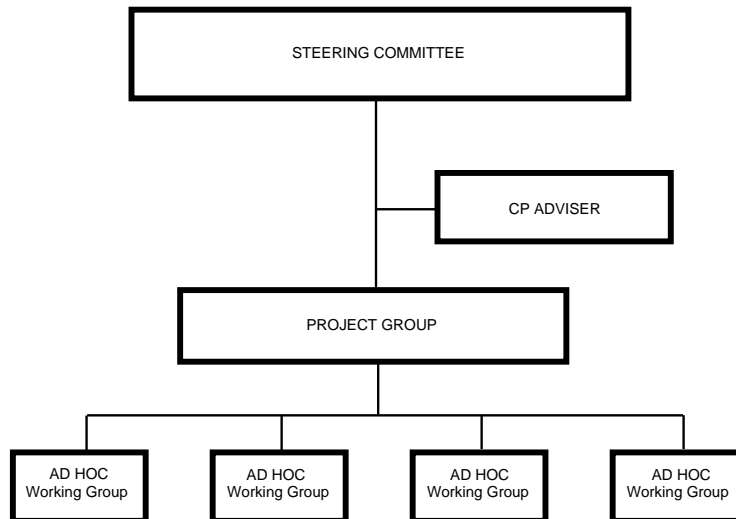 STEERING COMMITTEE
CP ADVISER
PROJECT GROUP
AD HOC
Working Group
AD HOC
Working Group
AD HOC
Working Group
AD HOC
Working Group